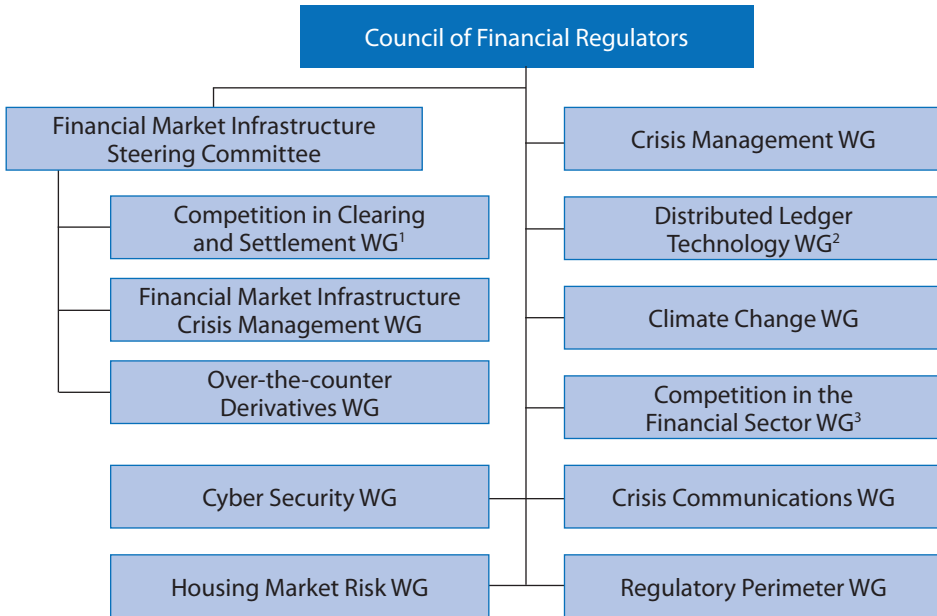 Council of Financial Regulators
Financial Market Infrastructure
Steering Committee
Competition in Clearing
and Settlement WG¹
Financial Market Infrastructure
Crisis Management WG
Over-the-counter
Derivatives WG
Cyber Security WG
Housing Market Risk WG
Crisis Management WG
Distributed Ledger
Technology WG²
Climate Change WG
Competition in the
Financial Sector WG³
Crisis Communications WG
Regulatory Perimeter WG